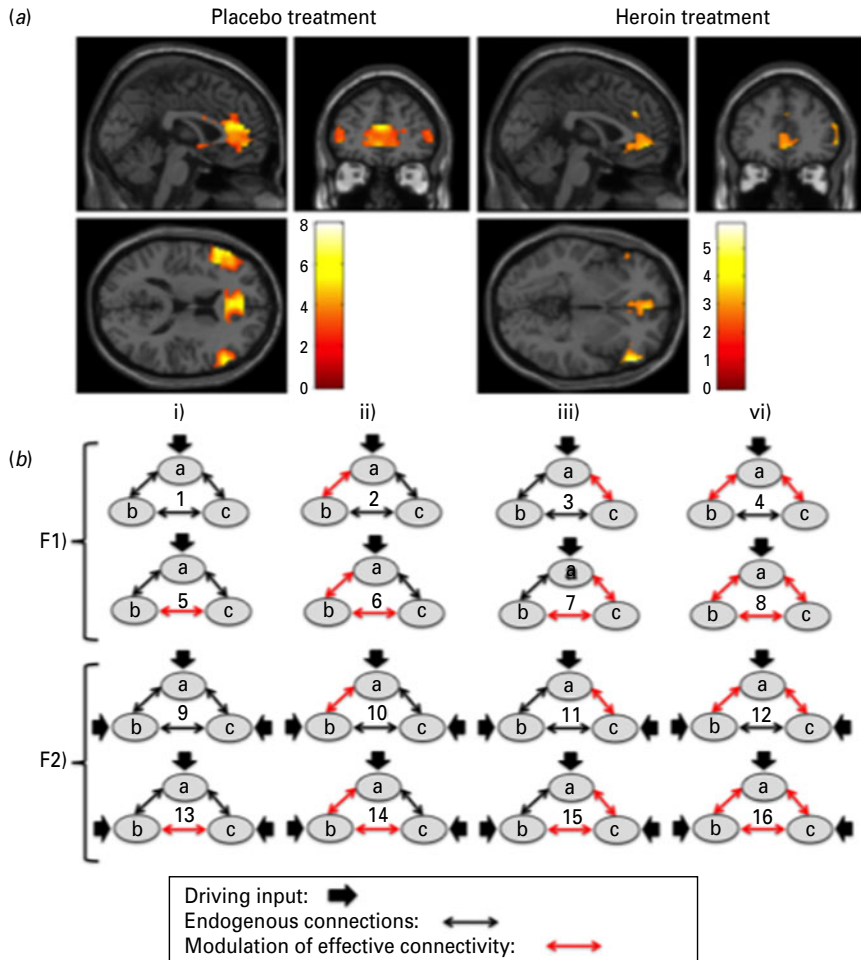 (a) Placebo treatment Heroin treatment
8
6
4
2
0
5
4
3
2
1
0
i) ii) iii) vi)
(b)
F1)
a a a a
1 2 3 4
b c b c b c b c
a a a a
5 6 7 8
b c b c b c b c
F2)
a a a a
9 10 11 12
b c b c b c b c
a a a a
13 14 15 16
b c b c b c b c
Driving input:
Endogenous connections:
Modulation of effective connectivity: